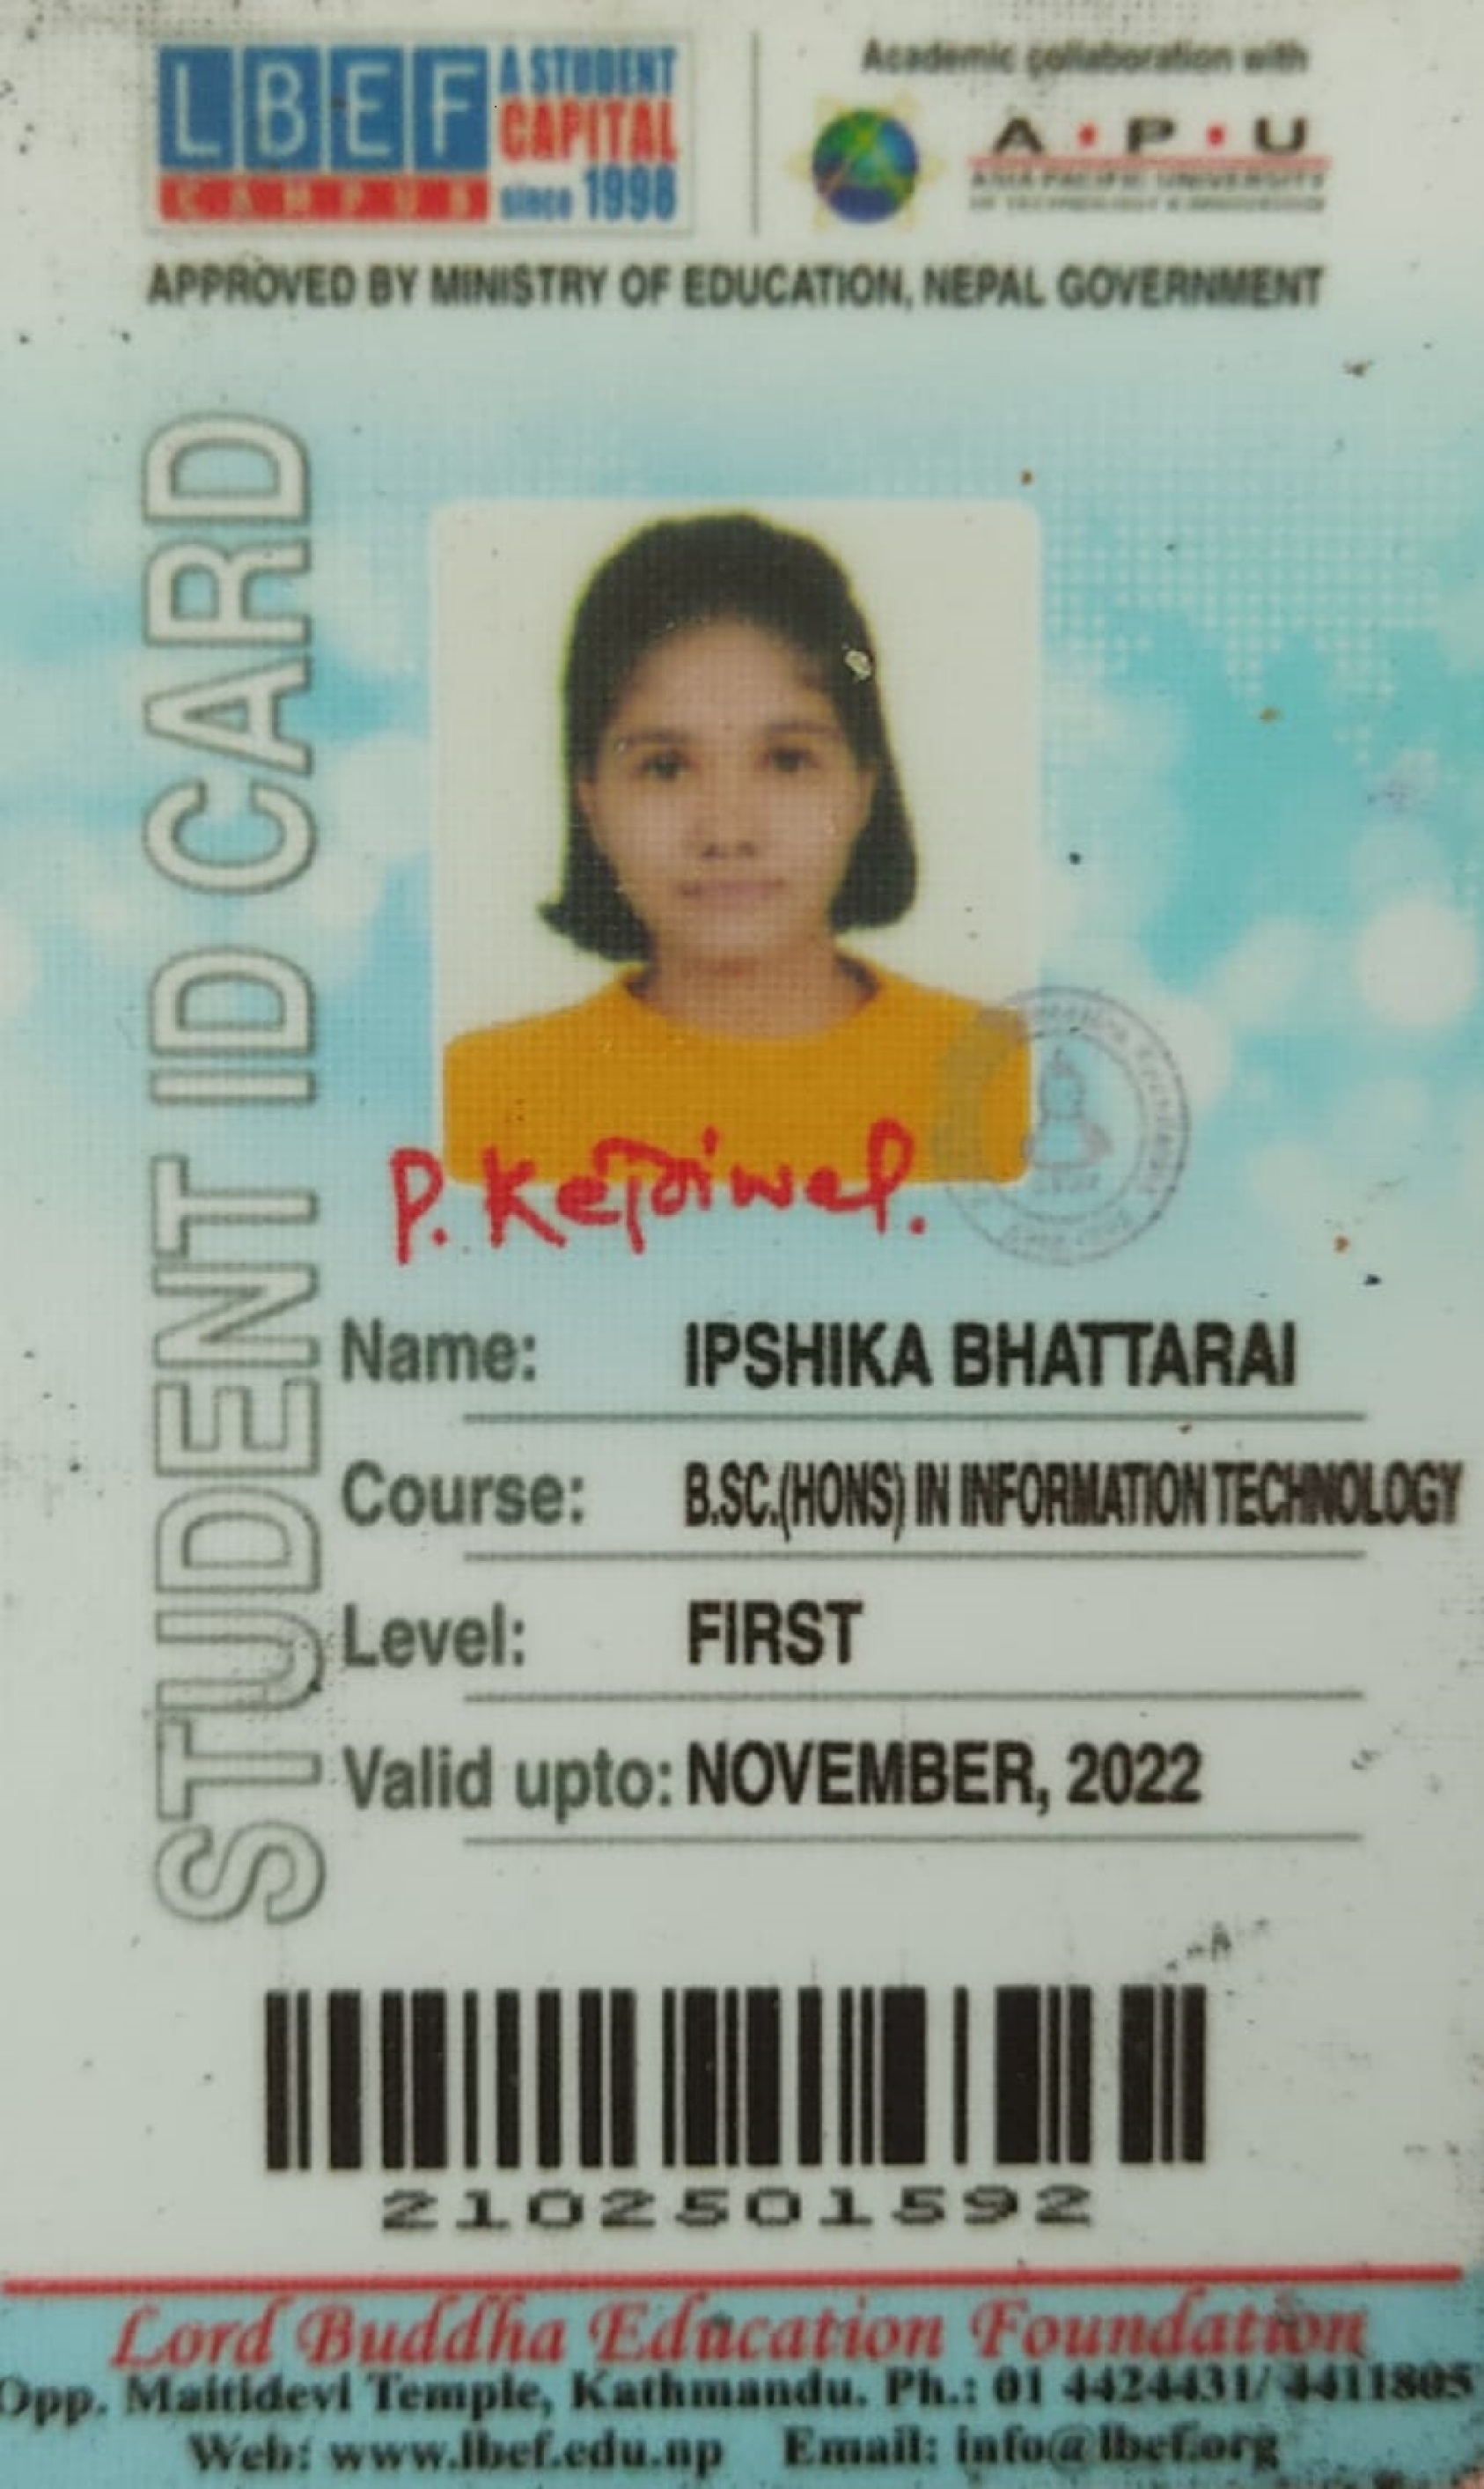 LBEF
CAMPUS
A STUDENT
CAPITAL
since 1998
Academic collaboration with
A·P·U
ASIA PACIFIC UNIVERSITY
OF TECHNOLOGY & INNOVATION
APPROVED BY MINISTRY OF EDUCATION, NEPAL GOVERNMENT
STUDENT ID CARD
P. Kejriwal.
Name: IPSHIKA BHATTARAI
Course: B.SC.(HONS) IN INFORMATION TECHNOLOGY
Level: FIRST
Valid upto: NOVEMBER, 2022
2102501592
Lord Buddha Education Foundation
Opp. Maitidevi Temple, Kathmandu. Ph.: 01 4424431/ 4411805
Web: www.lbef.edu.np Email: info@lbef.org